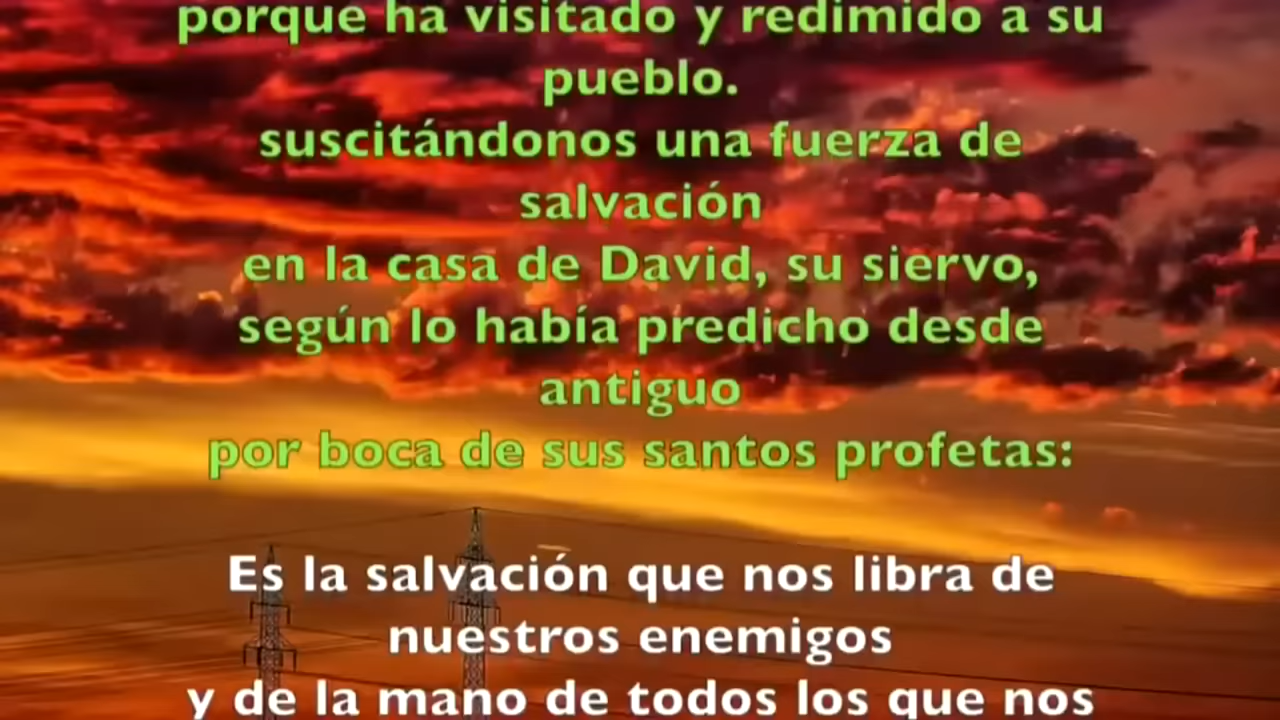 porque ha visitado y redimido a su
pueblo.
suscitándonos una fuerza de
salvación
en la casa de David, su siervo,
según lo había predicho desde
antiguo
por boca de sus santos profetas:
Es la salvación que nos libra de
nuestros enemigos
y de la mano de todos los que nos